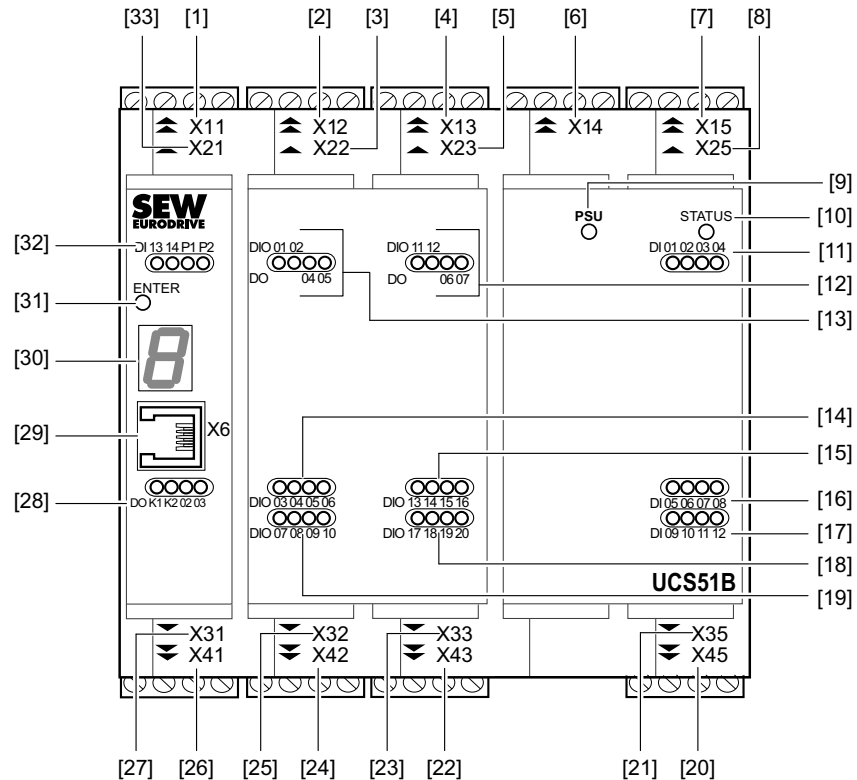 [33] [1] [2] [3] [4] [5] [6] [7] [8]
X11 X12 X13 X14 X15
X21 X22 X23 X25
[9]
SEW
EURODRIVE
PSU STATUS [10]
[32] DI 13 14 P1 P2 DIO 01 02 DIO 11 12 DI 01 02 03 04 [11]
DO 04 05 DO 06 07 [12]
[31] ENTER
[13]
[30] 8
[14]
[29] X6
[15]
[28] DO K1 K2 02 03 DIO 03 04 05 06 DIO 13 14 15 16 DI 05 06 07 08 [16]
DIO 07 08 09 10 DIO 17 18 19 20 DI 09 10 11 12 [17]
[18]
UCS51B [19]
X31 X32 X33 X35
X41 X42 X43 X45
[27] [26] [25] [24] [23] [22] [21] [20]